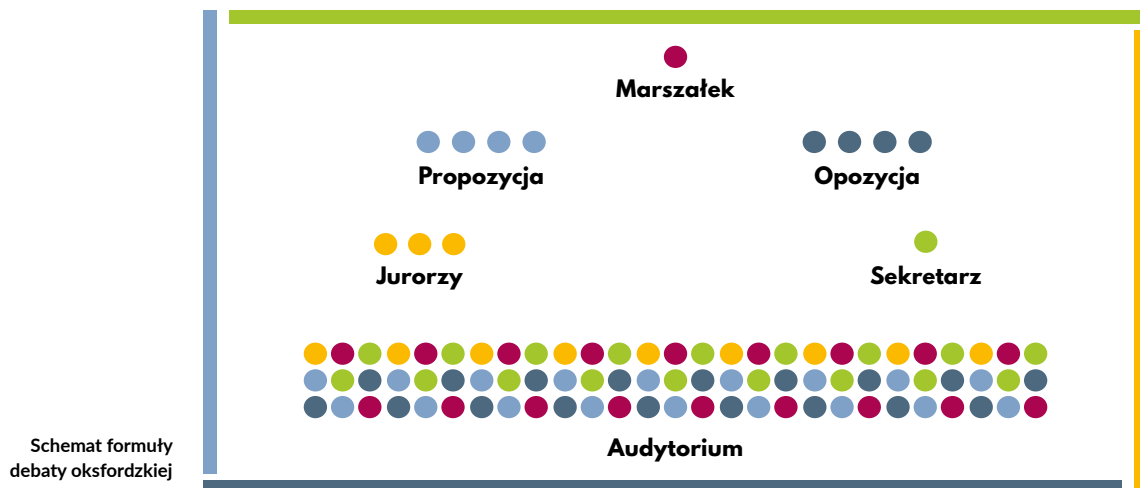 Marszałek
Propozycja
Opozycja
Jurorzy
Sekretarz
Audytorium
Schemat formuły
debaty oksfordzkiej